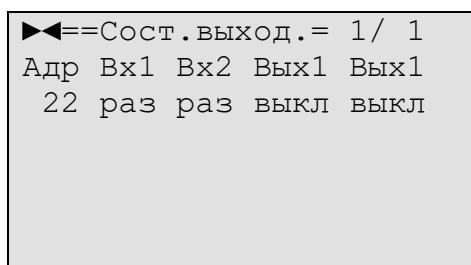 ►◄==Сост.выход.= 1/ 1
Адр Вх1 Вх2 Вых1 Вых1
22 раз раз выкл выкл